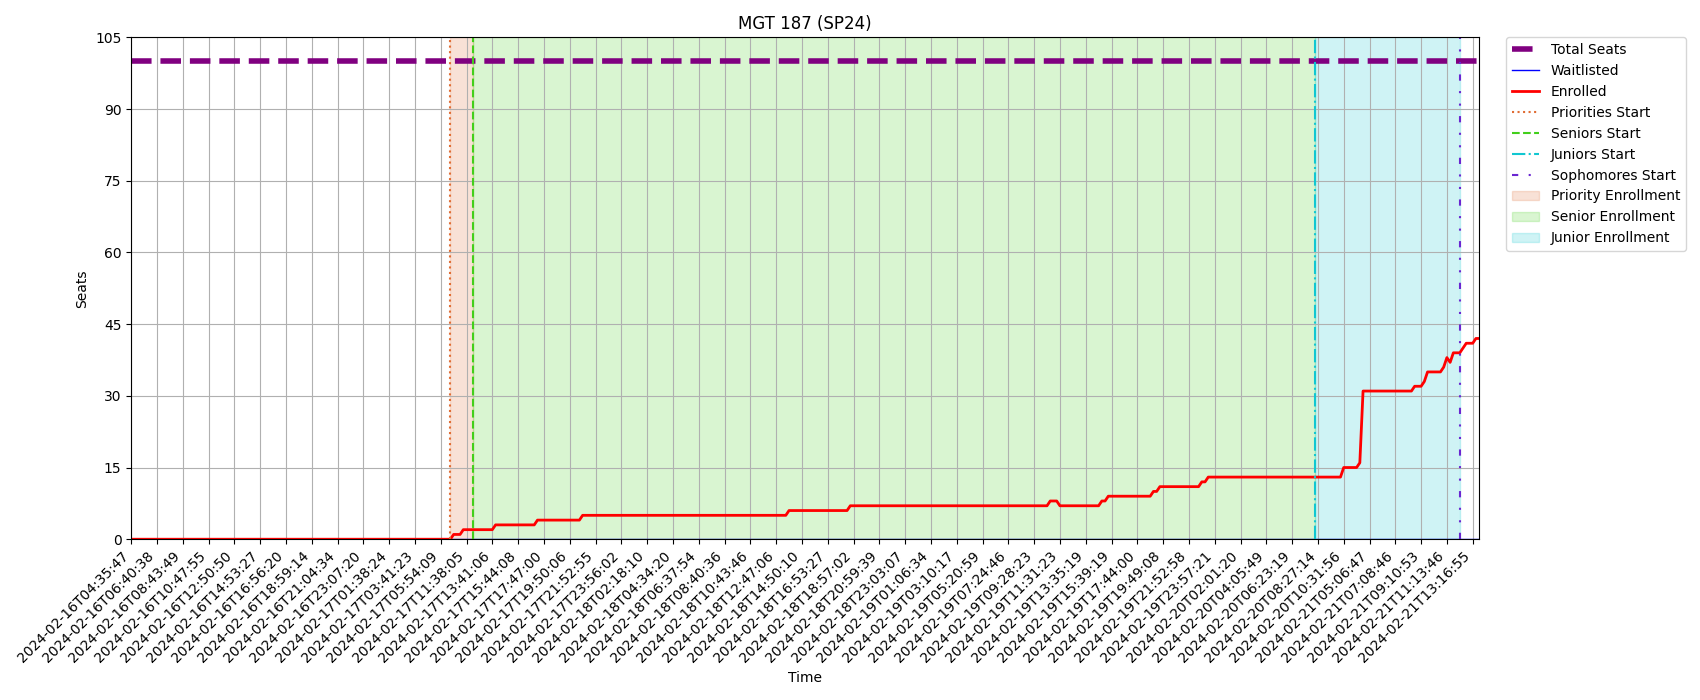 MGT 187 (SP24)
105
90
75
60
45
30
15
0
Seats
2024-02-16T04:35:47
2024-02-16T06:40:38
2024-02-16T08:43:49
2024-02-16T10:47:55
2024-02-16T12:50:50
2024-02-16T14:53:27
2024-02-16T16:56:20
2024-02-16T18:59:14
2024-02-16T21:04:34
2024-02-16T23:07:20
2024-02-17T01:38:24
2024-02-17T03:41:23
2024-02-17T05:54:09
2024-02-17T11:38:05
2024-02-17T13:41:06
2024-02-17T15:44:08
2024-02-17T17:47:00
2024-02-17T19:50:06
2024-02-17T21:52:55
2024-02-17T23:56:02
2024-02-18T02:18:10
2024-02-18T04:34:20
2024-02-18T06:37:54
2024-02-18T08:40:36
2024-02-18T10:43:46
2024-02-18T12:47:06
2024-02-18T14:50:10
2024-02-18T16:53:27
2024-02-18T18:57:02
2024-02-18T20:59:39
2024-02-18T23:03:07
2024-02-19T01:06:34
2024-02-19T03:10:17
2024-02-19T05:20:59
2024-02-19T07:24:46
2024-02-19T09:28:23
2024-02-19T11:31:23
2024-02-19T13:35:19
2024-02-19T15:39:19
2024-02-19T17:44:00
2024-02-19T19:49:08
2024-02-19T21:52:58
2024-02-19T23:57:21
2024-02-20T02:01:20
2024-02-20T04:05:49
2024-02-20T06:23:19
2024-02-20T08:27:14
2024-02-20T10:31:56
2024-02-21T05:06:47
2024-02-21T07:08:46
2024-02-21T09:10:53
2024-02-21T11:13:46
2024-02-21T13:16:55
Time
Total Seats
Waitlisted
Enrolled
Priorities Start
Seniors Start
Juniors Start
Sophomores Start
Priority Enrollment
Senior Enrollment
Junior Enrollment